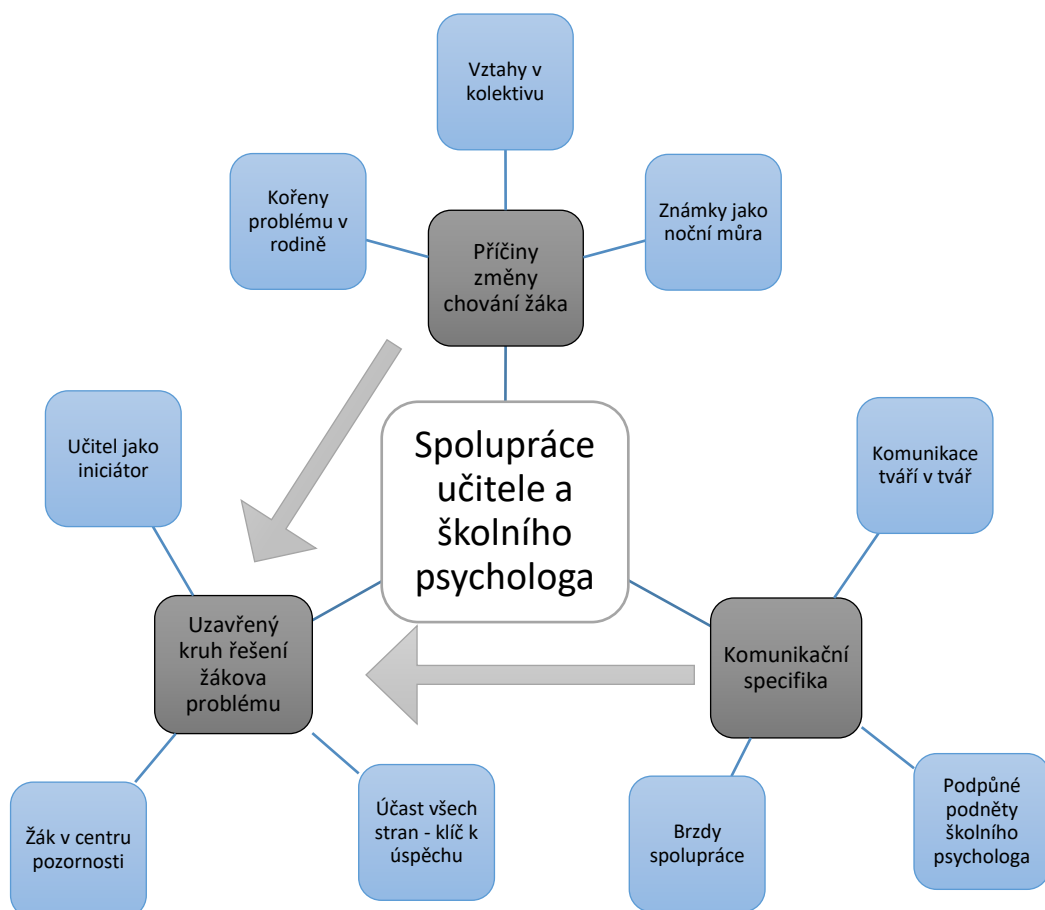 Vztahy v
kolektivu
Kořeny
problému v
rodině
Známky jako
noční můra
Příčiny
změny
chování žáka
Učitel jako
iniciátor
Spolupráce
učitele a
školního
psychologa
Komunikace
tváří v tvář
Uzavřený
kruh řešení
žákova
problému
Komunikační
specifika
Žák v centru
pozornosti
Účast všech
stran - klíč k
úspěchu
Brzdy
spolupráce
Podpůné
podněty
školního
psychologa